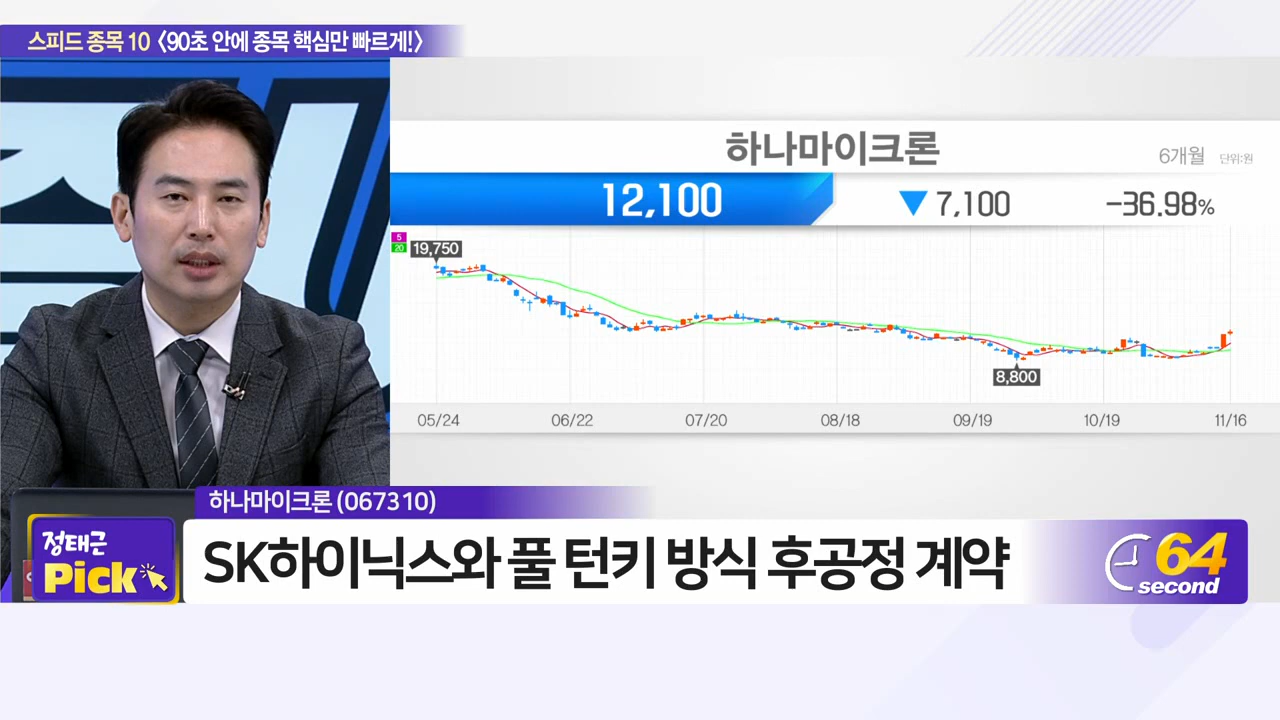 스피드 종목 10 <90초 안에 종목 핵심만 빠르게!>
하나마이크론
6개월 단위:원
12,100 ▼ 7,100 -36.98%
5
20
19,750
8,800
05/24 06/22 07/20 08/18 09/19 10/19 11/16
하나마이크론 (067310)
정태근
Pick
SK하이닉스와 풀 턴키 방식 후공정 계약
64
second